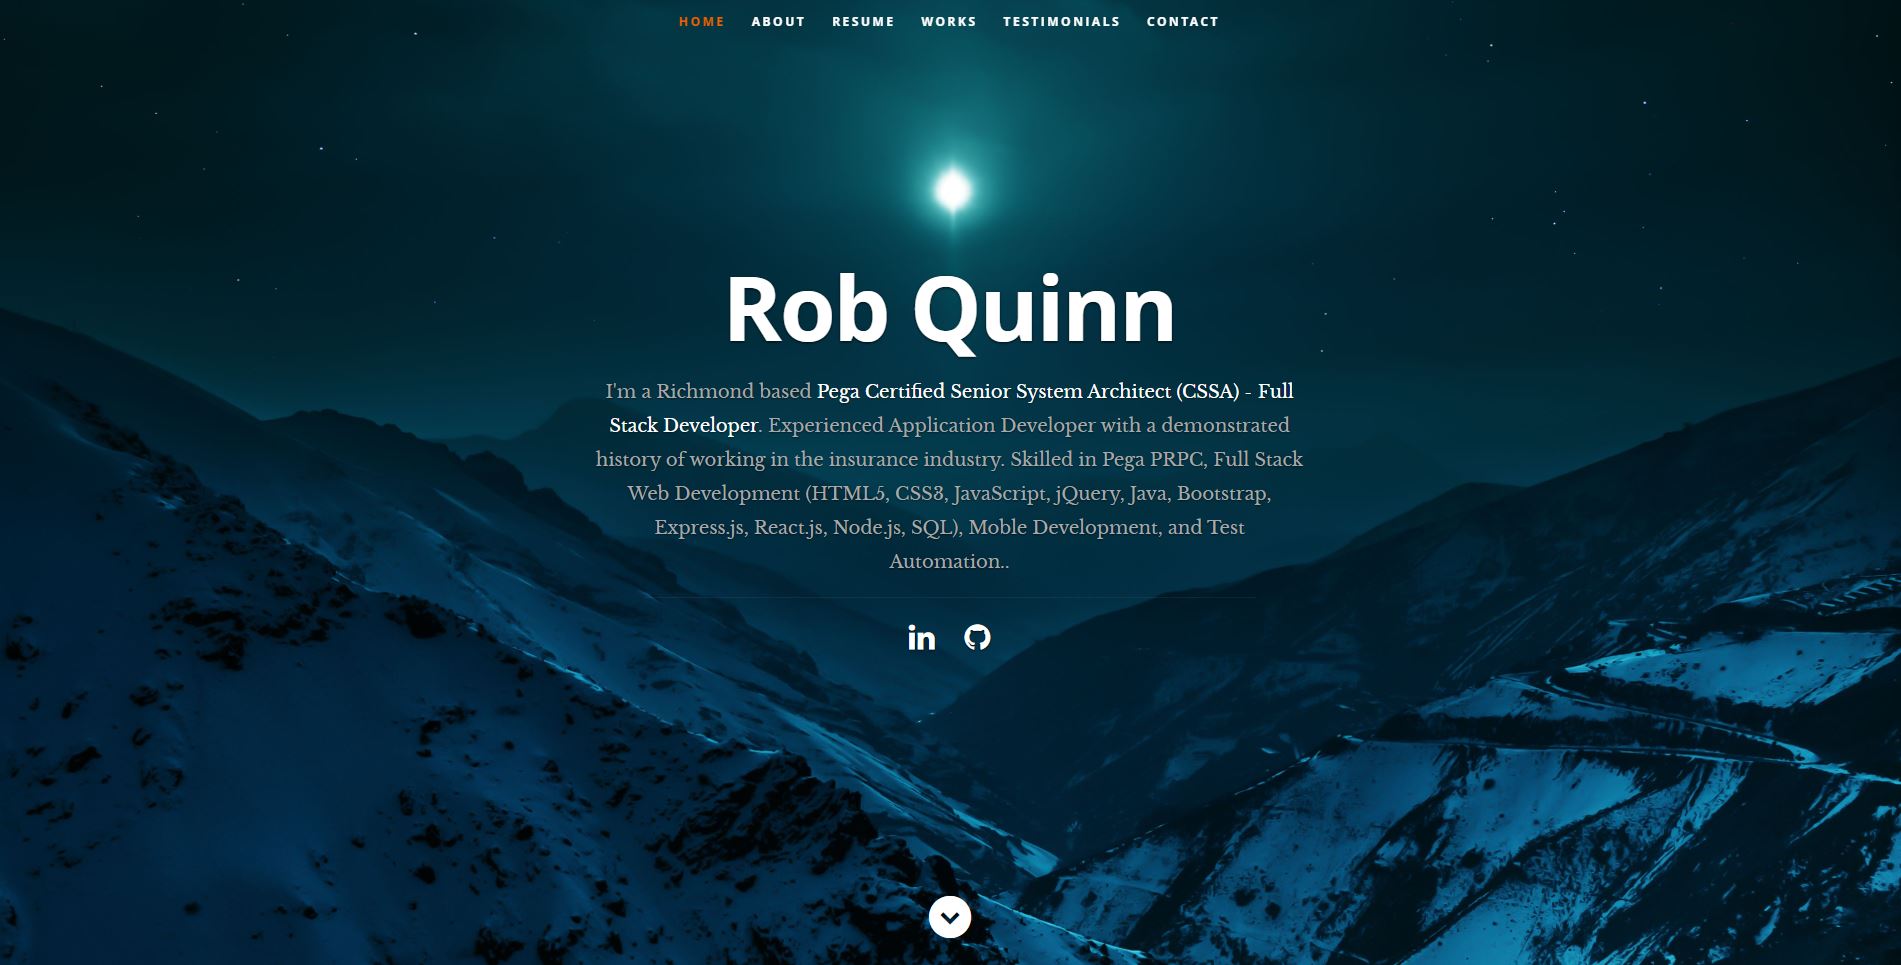 HOME ABOUT RESUME WORKS TESTIMONIALS CONTACT
Rob Quinn
I'm a Richmond based Pega Certified Senior System Architect (CSSA) - Full
Stack Developer. Experienced Application Developer with a demonstrated
history of working in the insurance industry. Skilled in Pega PRPC, Full Stack
Web Development (HTML5, CSS3, JavaScript, jQuery, Java, Bootstrap,
Express.js, React.js, Node.js, SQL), Moble Development, and Test
Automation..
in